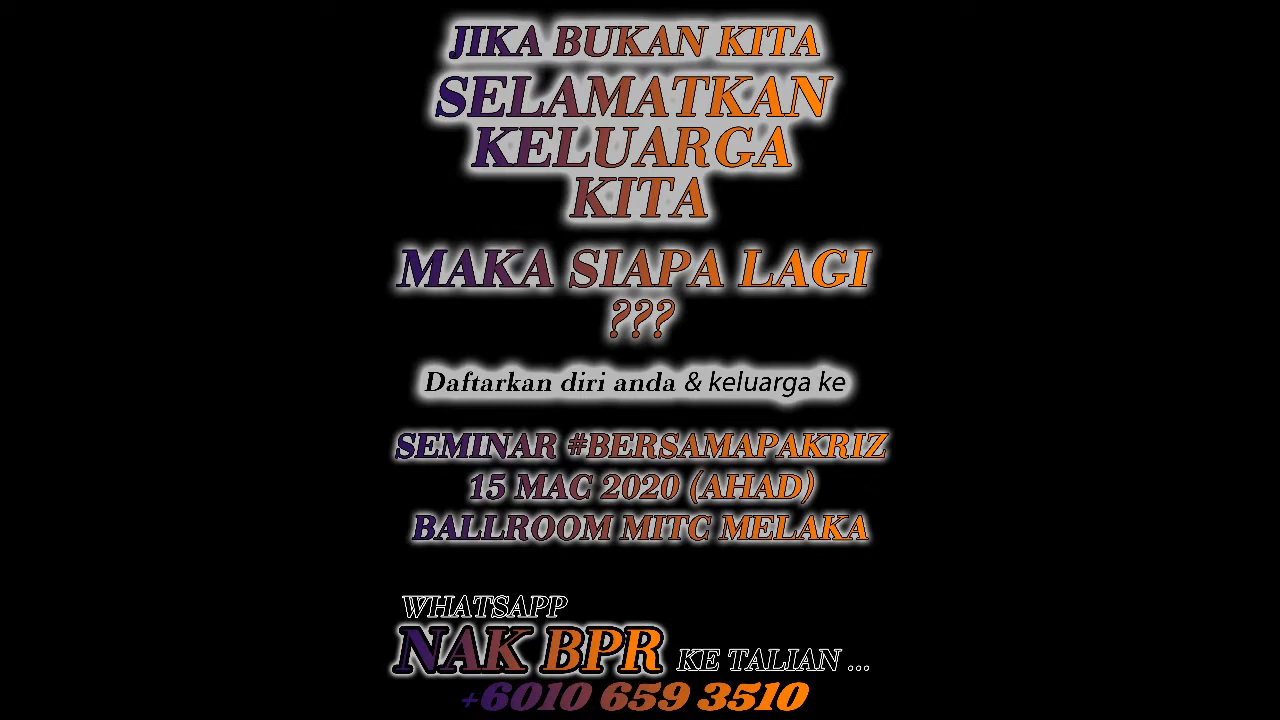 JIKA BUKAN KITA
SELAMATKAN
KELUARGA
KITA
MAKA SIAPA LAGI
???
Daftarkan diri anda & keluarga ke
SEMINAR #BERSAMAPAKRIZ
15 MAC 2020 (AHAD)
BALLROOM MITC MELAKA
WHATSAPP
NAK BPR KE TALIAN ...
+6010 659 3510